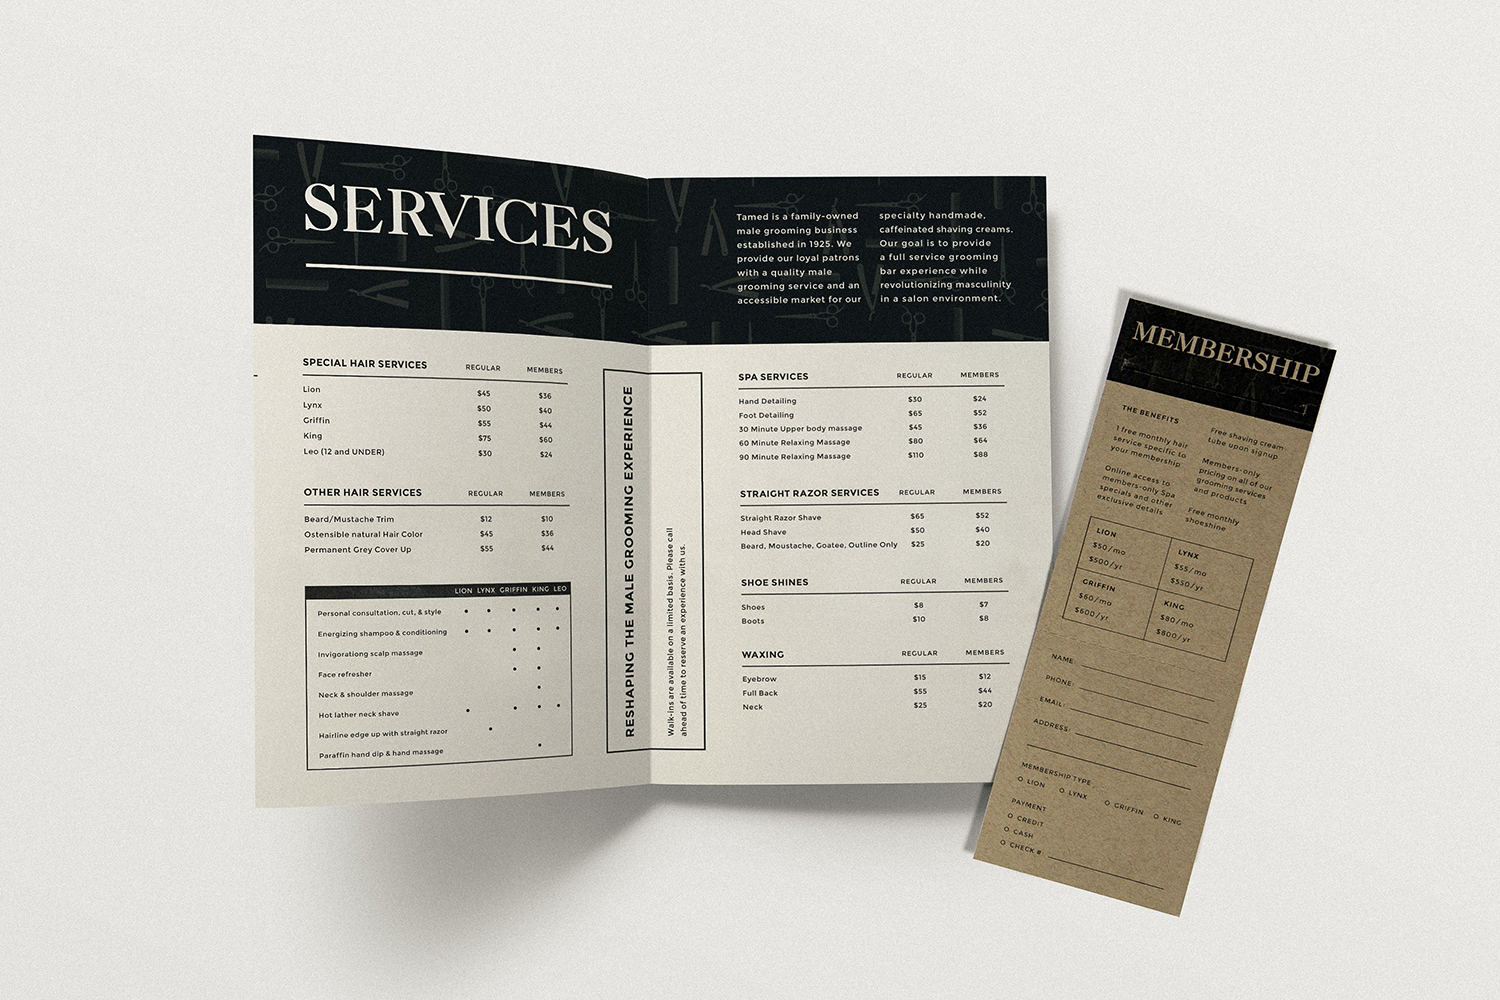 SERVICES
Tamed is a family-owned
male grooming business
established in 1925. We
provide our loyal patrons
with a quality male
grooming service and an
accessible market for our
specialty handmade,
caffeinated shaving creams.
Our goal is to provide
a full service grooming
bar experience while
revolutionizing masculinity
in a salon environment.
SPECIAL HAIR SERVICES REGULAR MEMBERS
Lion $45 $36
Lynx $50 $40
Griffin $55 $44
King $75 $60
Leo (12 and UNDER) $30 $24
OTHER HAIR SERVICES REGULAR MEMBERS
Beard/Mustache Trim $12 $10
Ostensible natural Hair Color $45 $36
Permanent Grey Cover Up $55 $44
LION LYNX GRIFFIN KING LEO
Personal consultation, cut, & style • • • • •
Energizing shampoo & conditioning • • • • •
Invigorationg scalp massage • •
Face refresher • •
Neck & shoulder massage •
Hot lather neck shave • • • •
Hairline edge up with straight razor •
Paraffin hand dip & hand massage •
RESHAPING THE MALE GROOMING EXPERIENCE
Walk-ins are available on a limited basis. Please call
ahead of time to reserve an experience with us.
SPA SERVICES REGULAR MEMBERS
Hand Detailing $30 $24
Foot Detailing $65 $52
30 Minute Upper body massage $45 $36
60 Minute Relaxing Massage $80 $64
90 Minute Relaxing Massage $110 $88
STRAIGHT RAZOR SERVICES REGULAR MEMBERS
Straight Razor Shave $65 $52
Head Shave $50 $40
Beard, Moustache, Goatee, Outline Only $25 $20
SHOE SHINES REGULAR MEMBERS
Shoes $8 $7
Boots $10 $8
WAXING REGULAR MEMBERS
Eyebrow $15 $12
Full Back $55 $44
Neck $25 $20
MEMBERSHIP
THE BENEFITS
1 free monthly hair
service specific to
your membership
Online access to
members-only Spa
specials and other
exclusive details
Free shaving cream
tube upon signup
Members-only
pricing on all of our
grooming services
and products
Free monthly
shoeshine
LION
$50/mo
$500/yr
LYNX
$55/mo
$550/yr
GRIFFIN
$60/mo
$600/yr
KING
$80/mo
$800/yr
NAME:
PHONE:
EMAIL:
ADDRESS:
MEMBERSHIP TYPE
O LION O LYNX O GRIFFIN O KING
PAYMENT
O CREDIT
O CASH
O CHECK #: